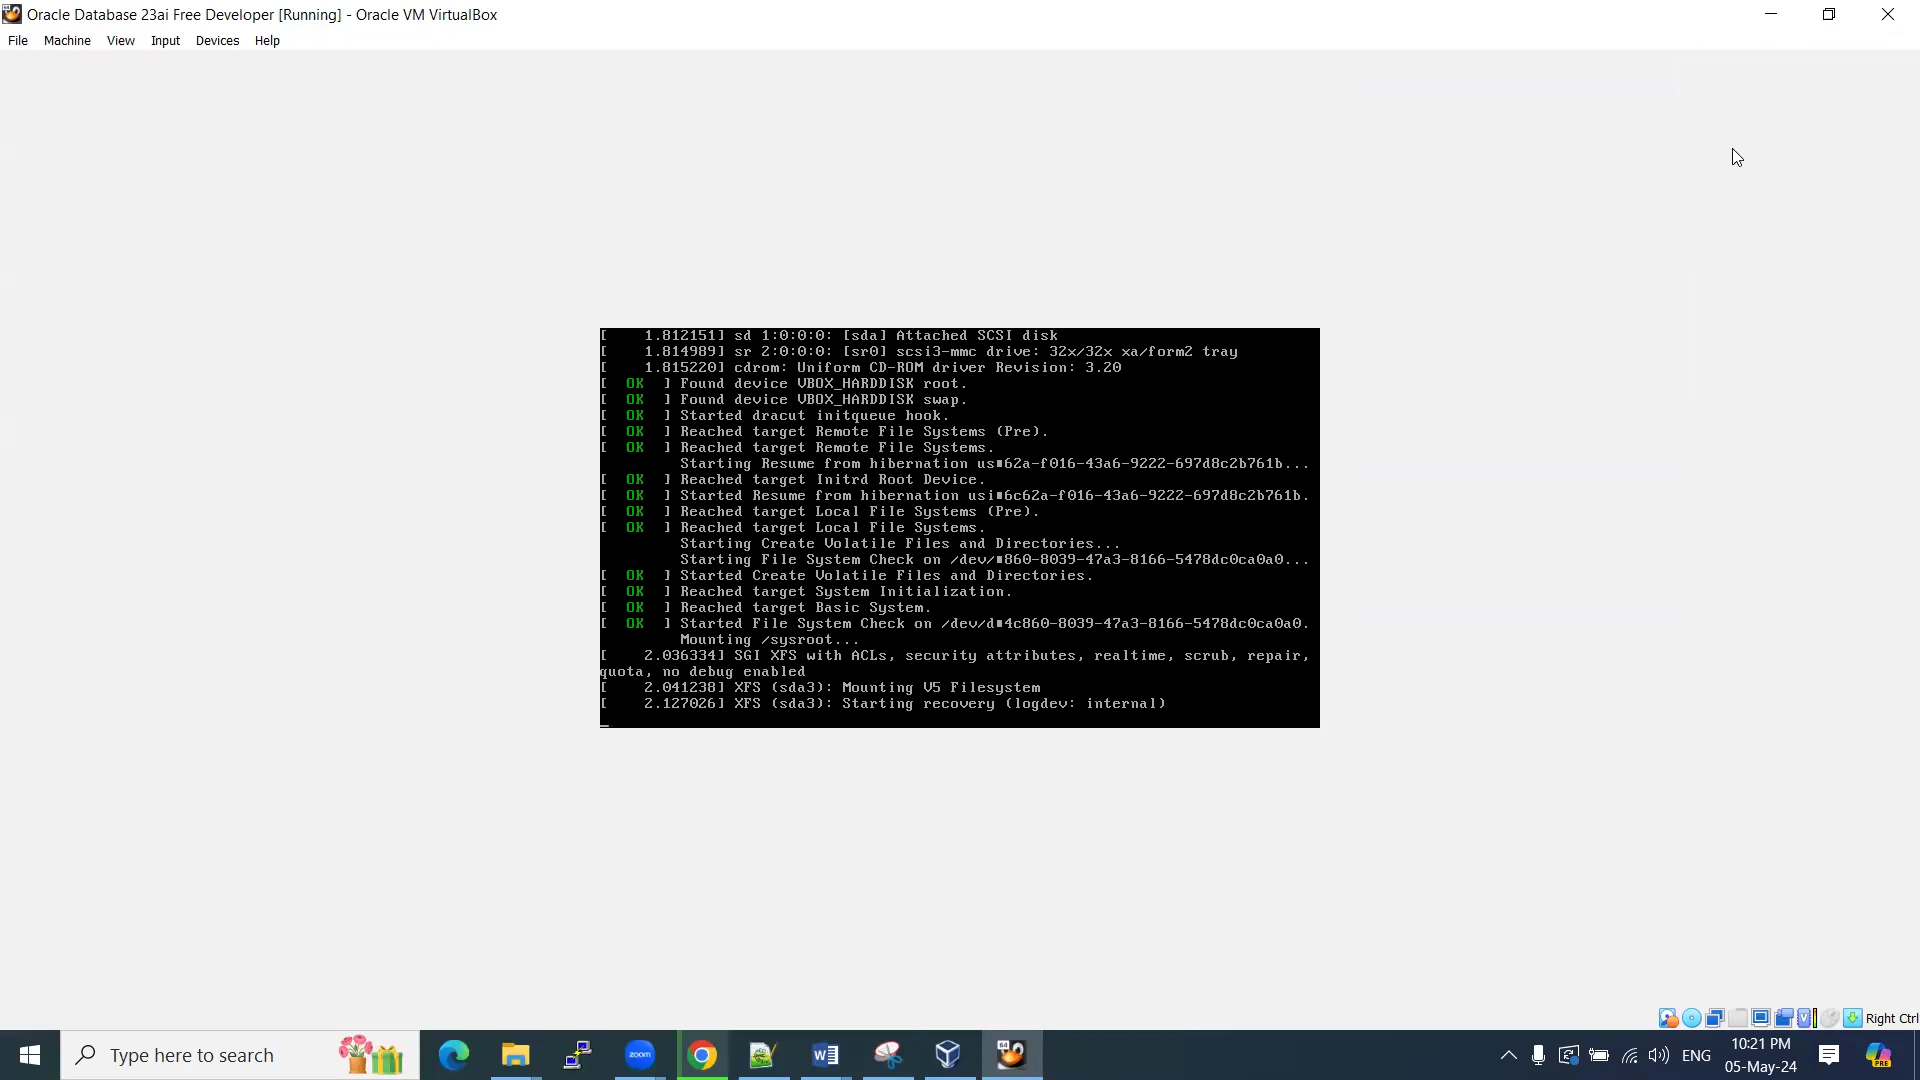 Oracle Database 23ai Free Developer [Running] - Oracle VM VirtualBox
File Machine View Input Devices Help
[    1.812151] sd 1:0:0:0: [sda] Attached SCSI disk
[    1.814989] sr 2:0:0:0: [sr0] scsi3-mmc drive: 32x/32x xa/form2 tray
[    1.815220] cdrom: Uniform CD-ROM driver Revision: 3.20
[  OK  ] Found device VBOX_HARDDISK root.
[  OK  ] Found device VBOX_HARDDISK swap.
[  OK  ] Started dracut initqueue hook.
[  OK  ] Reached target Remote File Systems (Pre).
[  OK  ] Reached target Remote File Systems.
Starting Resume from hibernation us■62a-f016-43a6-9222-697d8c2b761b...
[  OK  ] Reached target Initrd Root Device.
[  OK  ] Started Resume from hibernation usi■6c62a-f016-43a6-9222-697d8c2b761b.
[  OK  ] Reached target Local File Systems (Pre).
[  OK  ] Reached target Local File Systems.
Starting Create Volatile Files and Directories...
Starting File System Check on /dev/■860-8039-47a3-8166-5478dc0ca0a0...
[  OK  ] Started Create Volatile Files and Directories.
[  OK  ] Reached target System Initialization.
[  OK  ] Reached target Basic System.
[  OK  ] Started File System Check on /dev/d■4c860-8039-47a3-8166-5478dc0ca0a0.
Mounting /sysroot...
[    2.036334] SGI XFS with ACLs, security attributes, realtime, scrub, repair,
quota, no debug enabled
[    2.041238] XFS (sda3): Mounting V5 Filesystem
[    2.127026] XFS (sda3): Starting recovery (logdev: internal)
Right Ctrl
Type here to search
zoom
64
ENG
10:21 PM
05-May-24
PRE